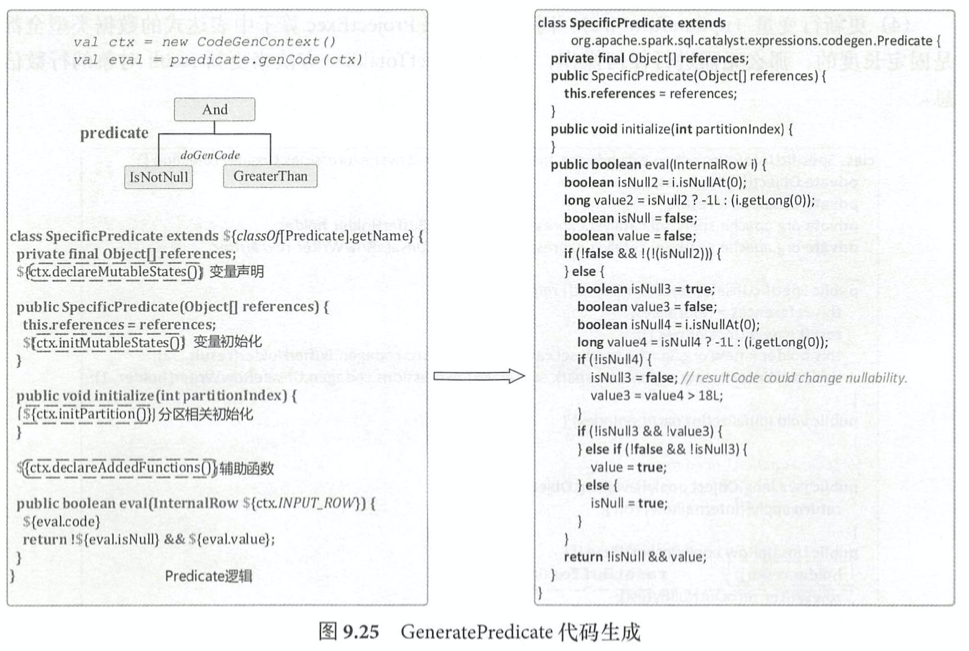 val ctx = new CodeGenContext()
val eval = predicate.genCode(ctx)
And
predicate
doGenCode
IsNotNull
GreaterThan
class SpecificPredicate extends ${classOf[Predicate].getName} {
private final Object[] references;
${ctx.declareMutableStates()} 变量声明
public SpecificPredicate(Object[] references) {
this.references = references;
${ctx.initMutableStates()} 变量初始化
}
public void initialize(int partitionIndex) {
${ctx.initPartition()} 分区相关初始化
}
${ctx.declareAddedFunctions()} 辅助函数
public boolean eval(InternalRow ${ctx.INPUT_ROW}) {
${eval.code}
return !${eval.isNull} && ${eval.value};
}
}
Predicate逻辑
class SpecificPredicate extends
org.apache.spark.sql.catalyst.expressions.codegen.Predicate {
private final Object[] references;
public SpecificPredicate(Object[] references) {
this.references = references;
}
public void initialize(int partitionIndex) {
}
public boolean eval(InternalRow i) {
boolean isNull2 = i.isNullAt(0);
long value2 = isNull2 ? -1L : (i.getLong(0));
boolean isNull = false;
boolean value = false;
if (!false && !(!(isNull2))) {
} else {
boolean isNull3 = true;
boolean value3 = false;
boolean isNull4 = i.isNullAt(0);
long value4 = isNull4 ? -1L : (i.getLong(0));
if (!isNull4) {
isNull3 = false; // resultCode could change nullability.
value3 = value4 > 18L;
}
if (!isNull3 && !value3) {
} else if (!false && !isNull3) {
value = true;
} else {
isNull = true;
}
}
return !isNull && value;
}
}
图 9.25 GeneratePredicate 代码生成